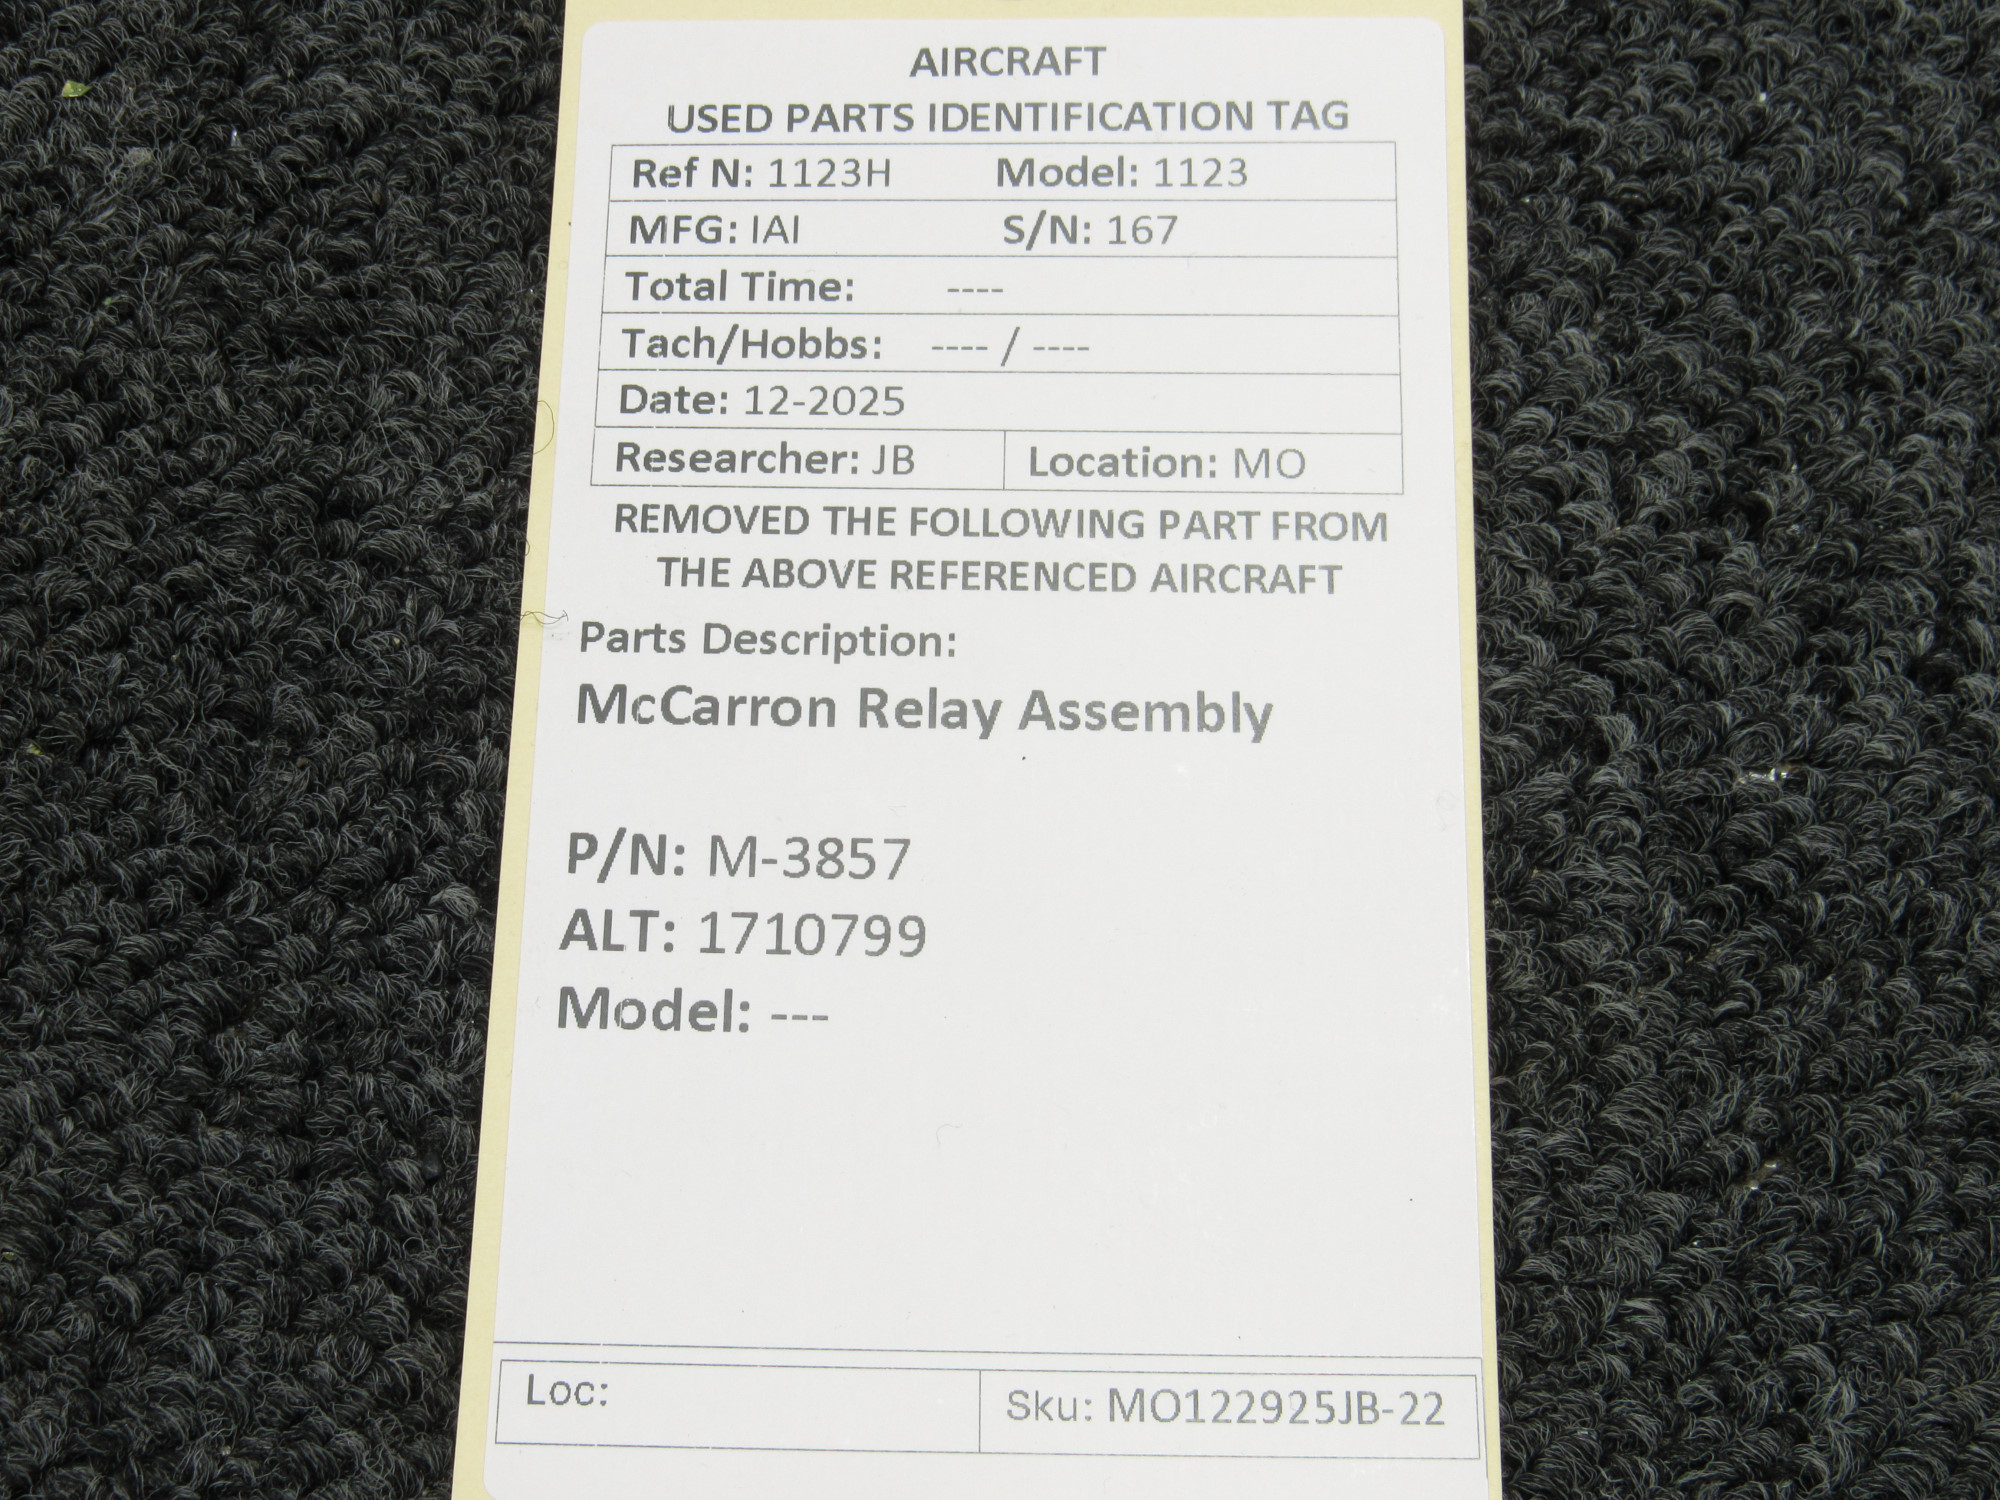 AIRCRAFT
USED PARTS IDENTIFICATION TAG
Ref N: 1123H Model: 1123
MFG: IAI S/N: 167
Total Time: ----
Tach/Hobbs: ---- / ----
Date: 12-2025
Researcher: JB Location: MO
REMOVED THE FOLLOWING PART FROM
THE ABOVE REFERENCED AIRCRAFT
Parts Description:
McCarron Relay Assembly
P/N: M-3857
ALT: 1710799
Model: ---
Loc: Sku: MO122925JB-22